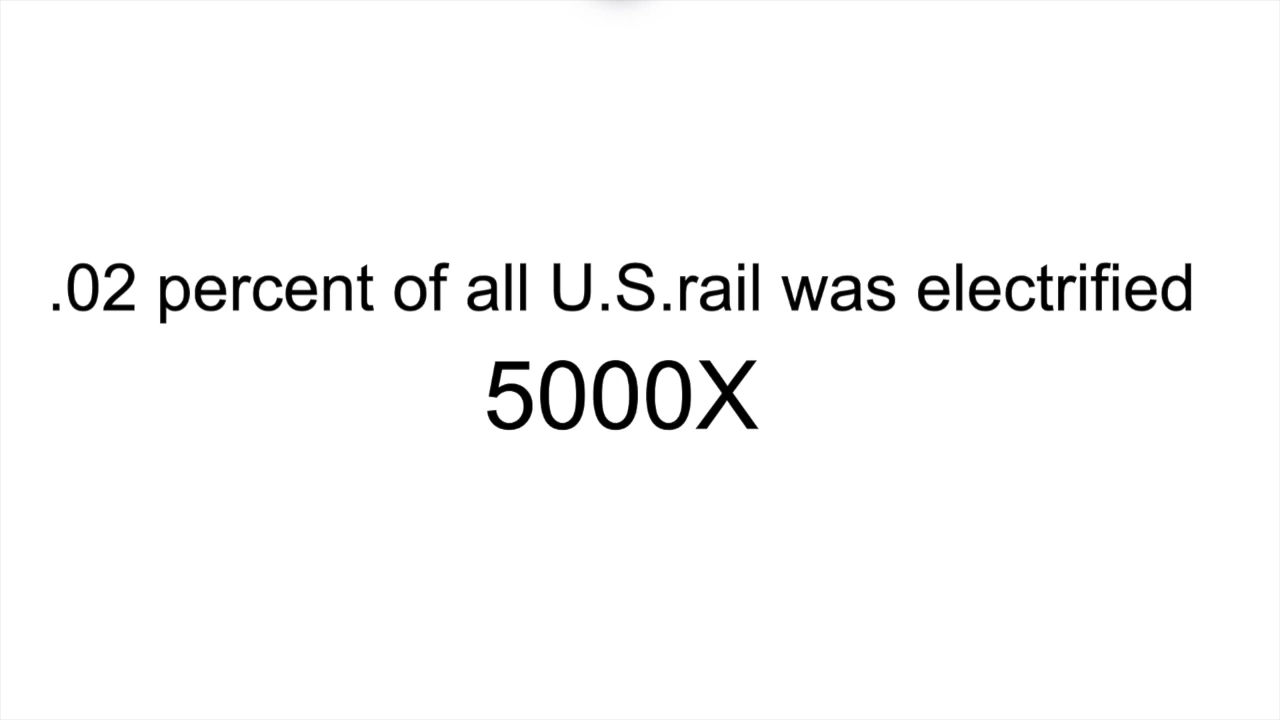 .02 percent of all U.S.rail was electrified
5000X